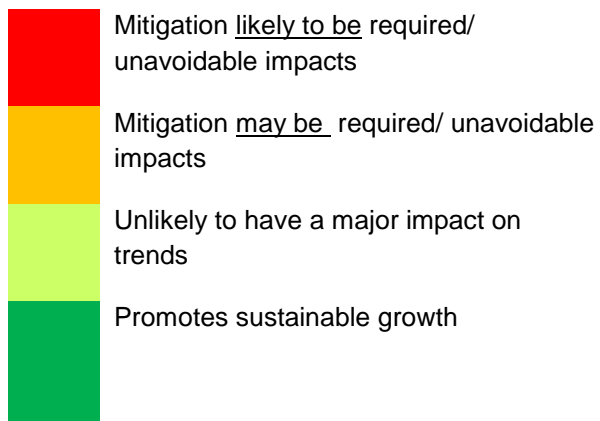 Mitigation likely to be required/
unavoidable impacts
Mitigation may be  required/ unavoidable
impacts
Unlikely to have a major impact on
trends
Promotes sustainable growth